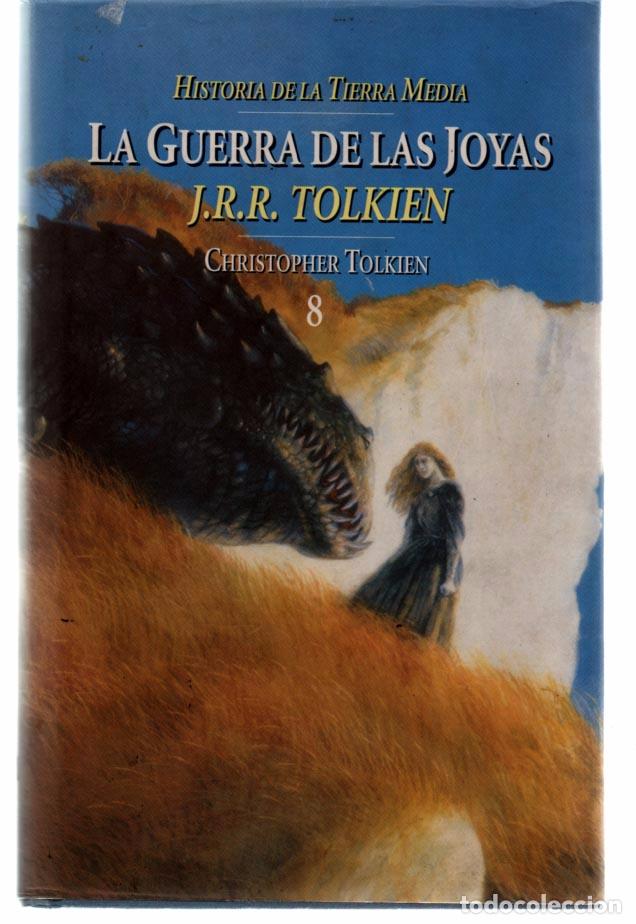 HISTORIA DE LA TIERRA MEDIA
LA GUERRA DE LAS JOYAS
J.R.R. TOLKIEN
CHRISTOPHER TOLKIEN
8
todocoleccion